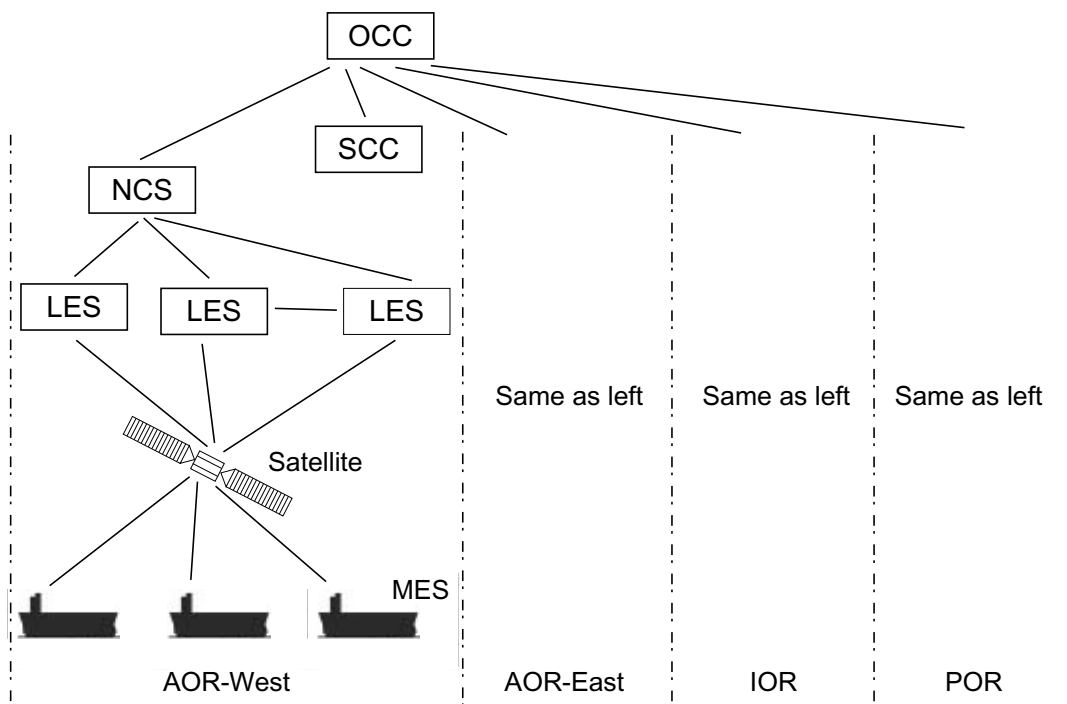 OCC
SCC
NCS
LES
LES
LES
Same as left
Same as left
Same as left
Satellite
MES
AOR-West
AOR-East
IOR
POR